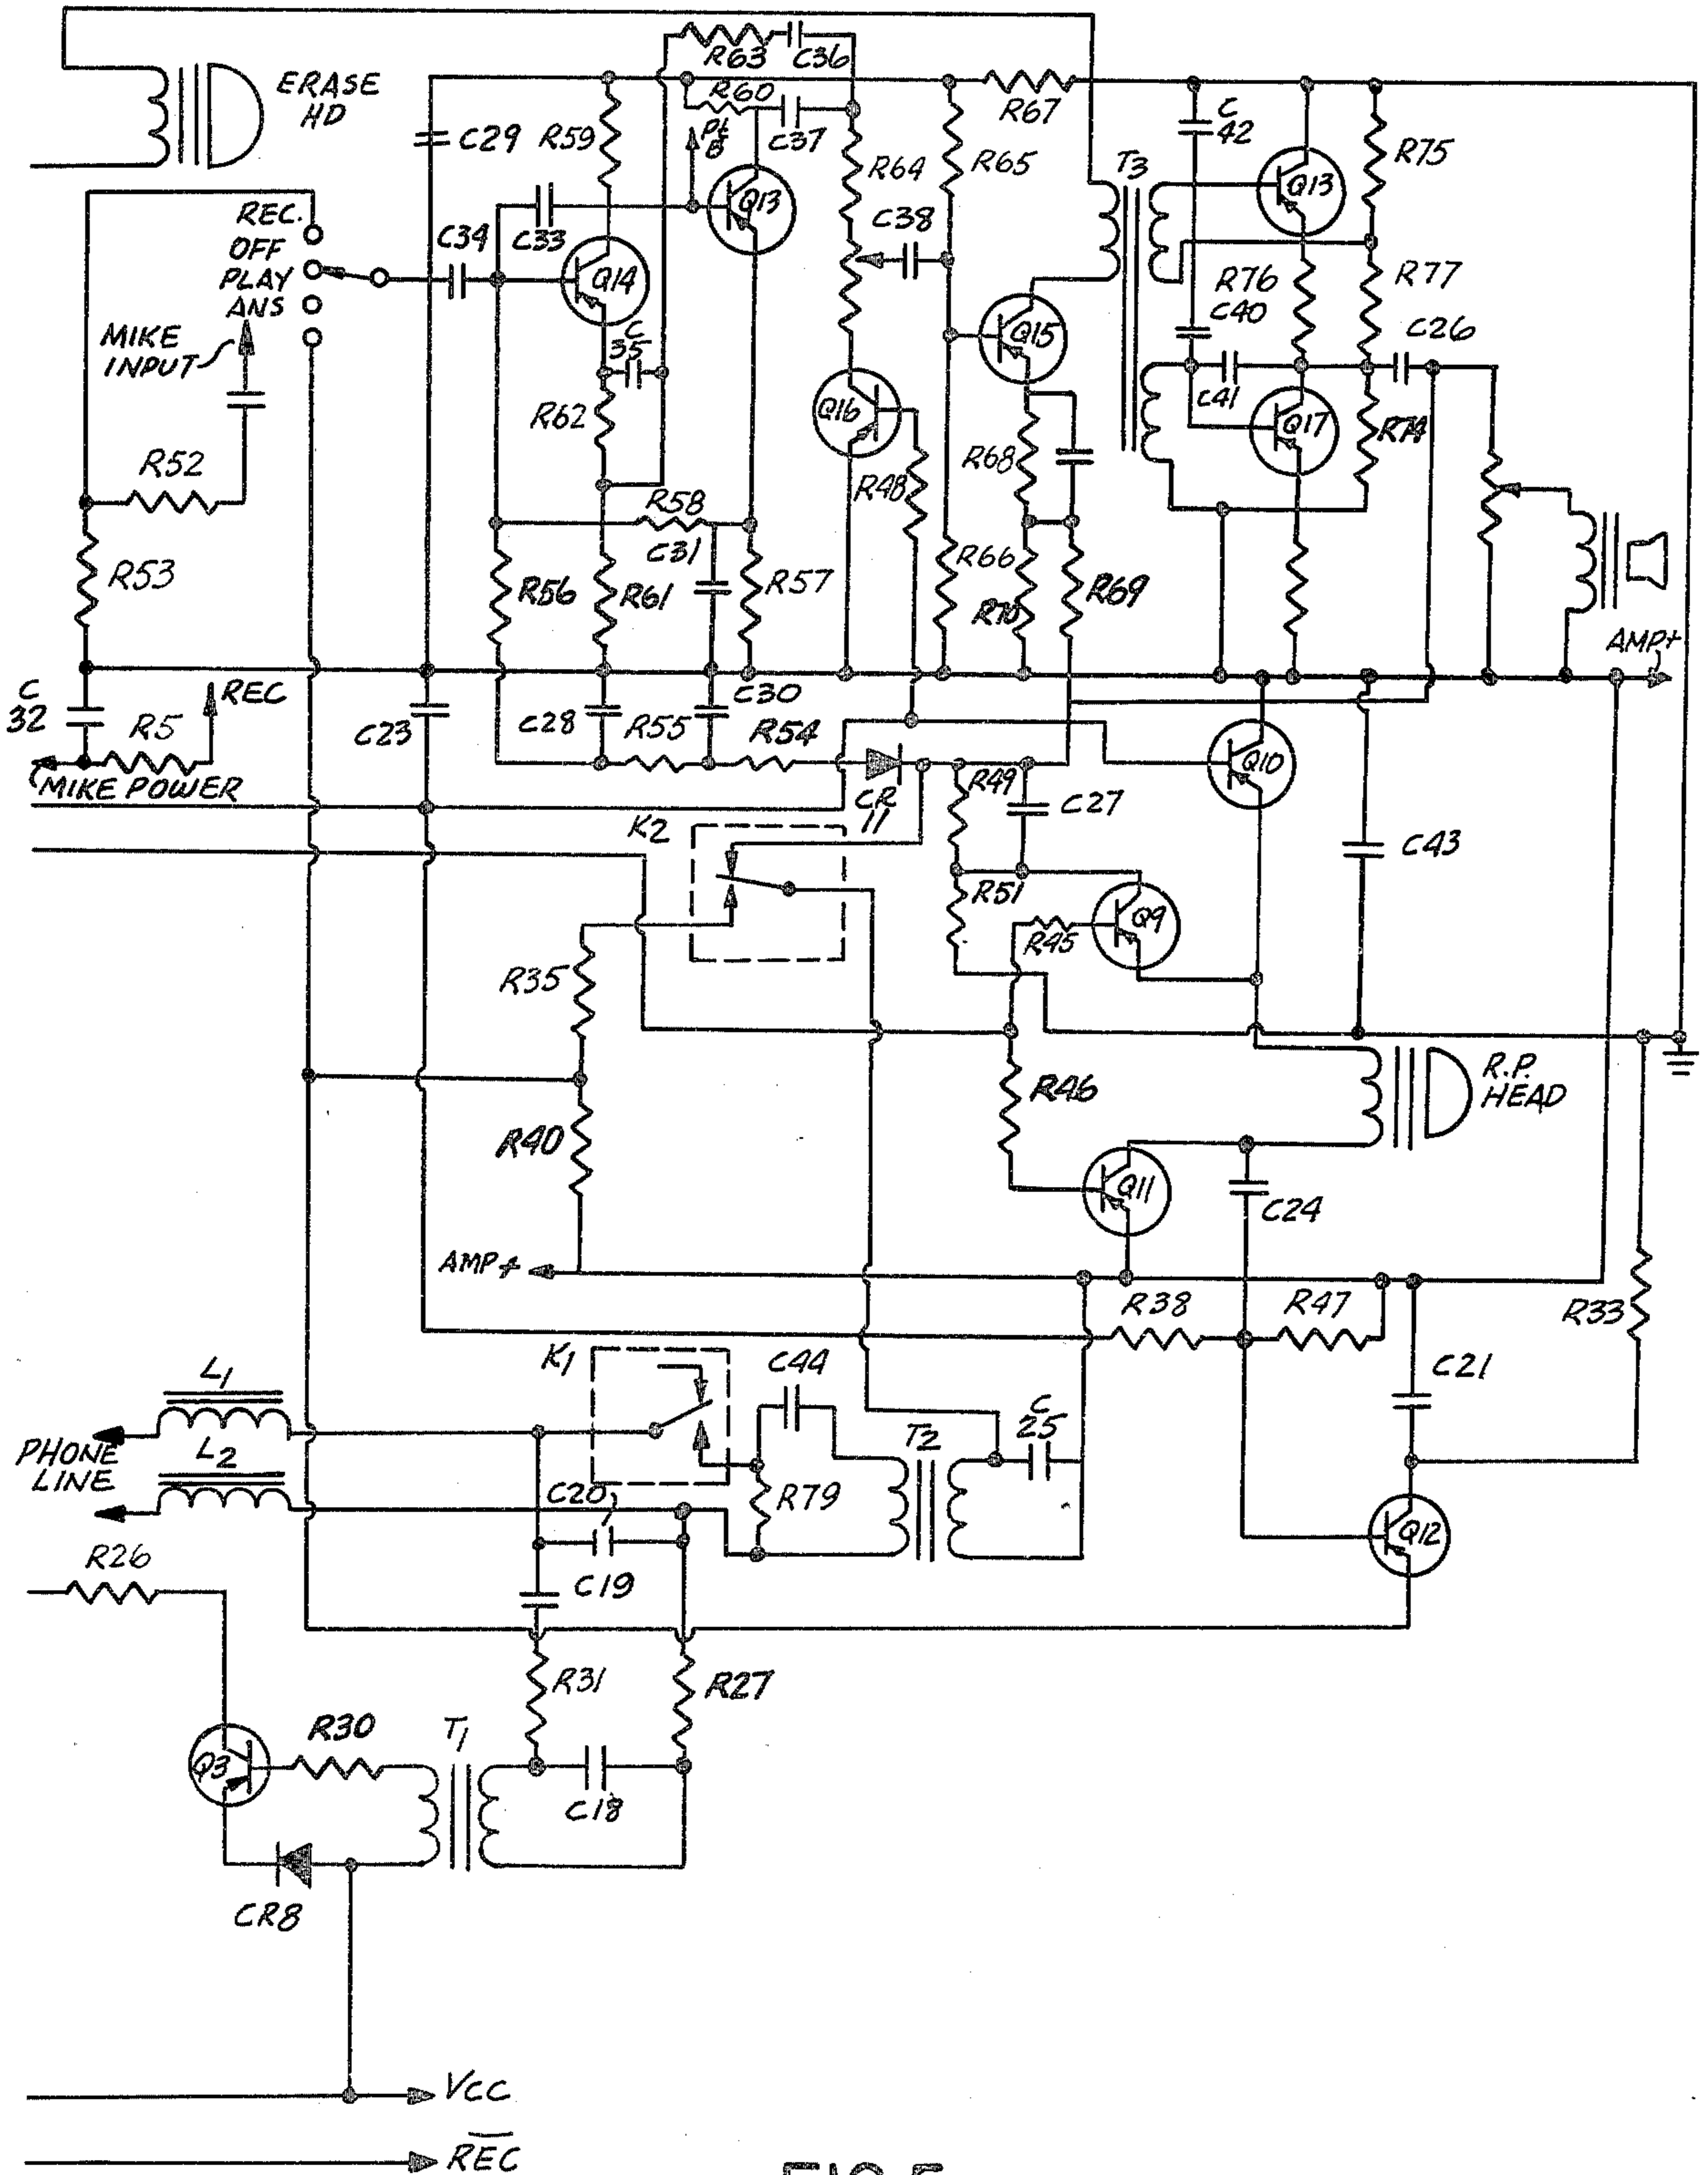 ERASE
HD
R63
C36
R60
C37
C29
R59
P&B
Q13
R64
R65
R67
C
42
T3
Q13
R75
REC.
OFF
PLAY
ANS
C34
C33
Q14
C38
R76
C40
R77
C26
MIKE
INPUT
C
35
Q15
C41
R62
Q16
Q17
R74
R52
R68
R48
R58
C31
R53
R56
R61
R57
R66
R70
R69
AMP+
C
32
R5
REC
C23
C28
R55
C30
R54
Q10
MIKE POWER
CR
11
R49
C27
K2
C43
R51
Q9
R45
R35
R46
R.P.
HEAD
R40
Q11
C24
AMP+
R38
R47
R33
K1
C44
C21
L1
PHONE
LINE
L2
T2
C
25
C20
R79
Q12
R26
C19
R31
R27
R30
T1
Q3
C18
CR8
VCC
R̅E̅C̅
FIG 5